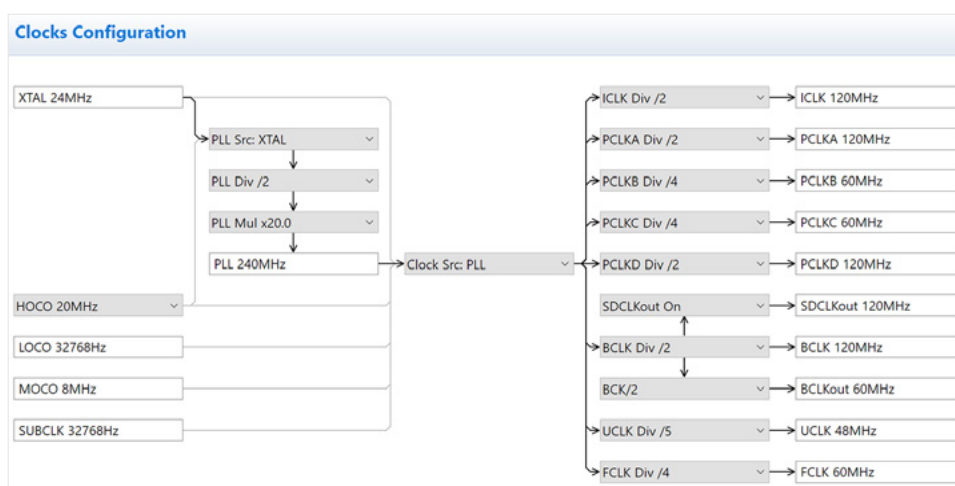 Clocks Configuration
XTAL 24MHz
ICLK Div /2
ICLK 120MHz
PLL Src: XTAL
PCLKA Div /2
PCLKA 120MHz
PLL Div /2
PCLKB Div /4
PCLKB 60MHz
PLL Mul x20.0
PCLKC Div /4
PCLKC 60MHz
PLL 240MHz
Clock Src: PLL
PCLKD Div /2
PCLKD 120MHz
HOCO 20MHz
SDCLKout On
SDCLKout 120MHz
LOCO 32768Hz
BCLK Div /2
BCLK 120MHz
MOCO 8MHz
BCK/2
BCLKout 60MHz
SUBCLK 32768Hz
UCLK Div /5
UCLK 48MHz
FCLK Div /4
FCLK 60MHz